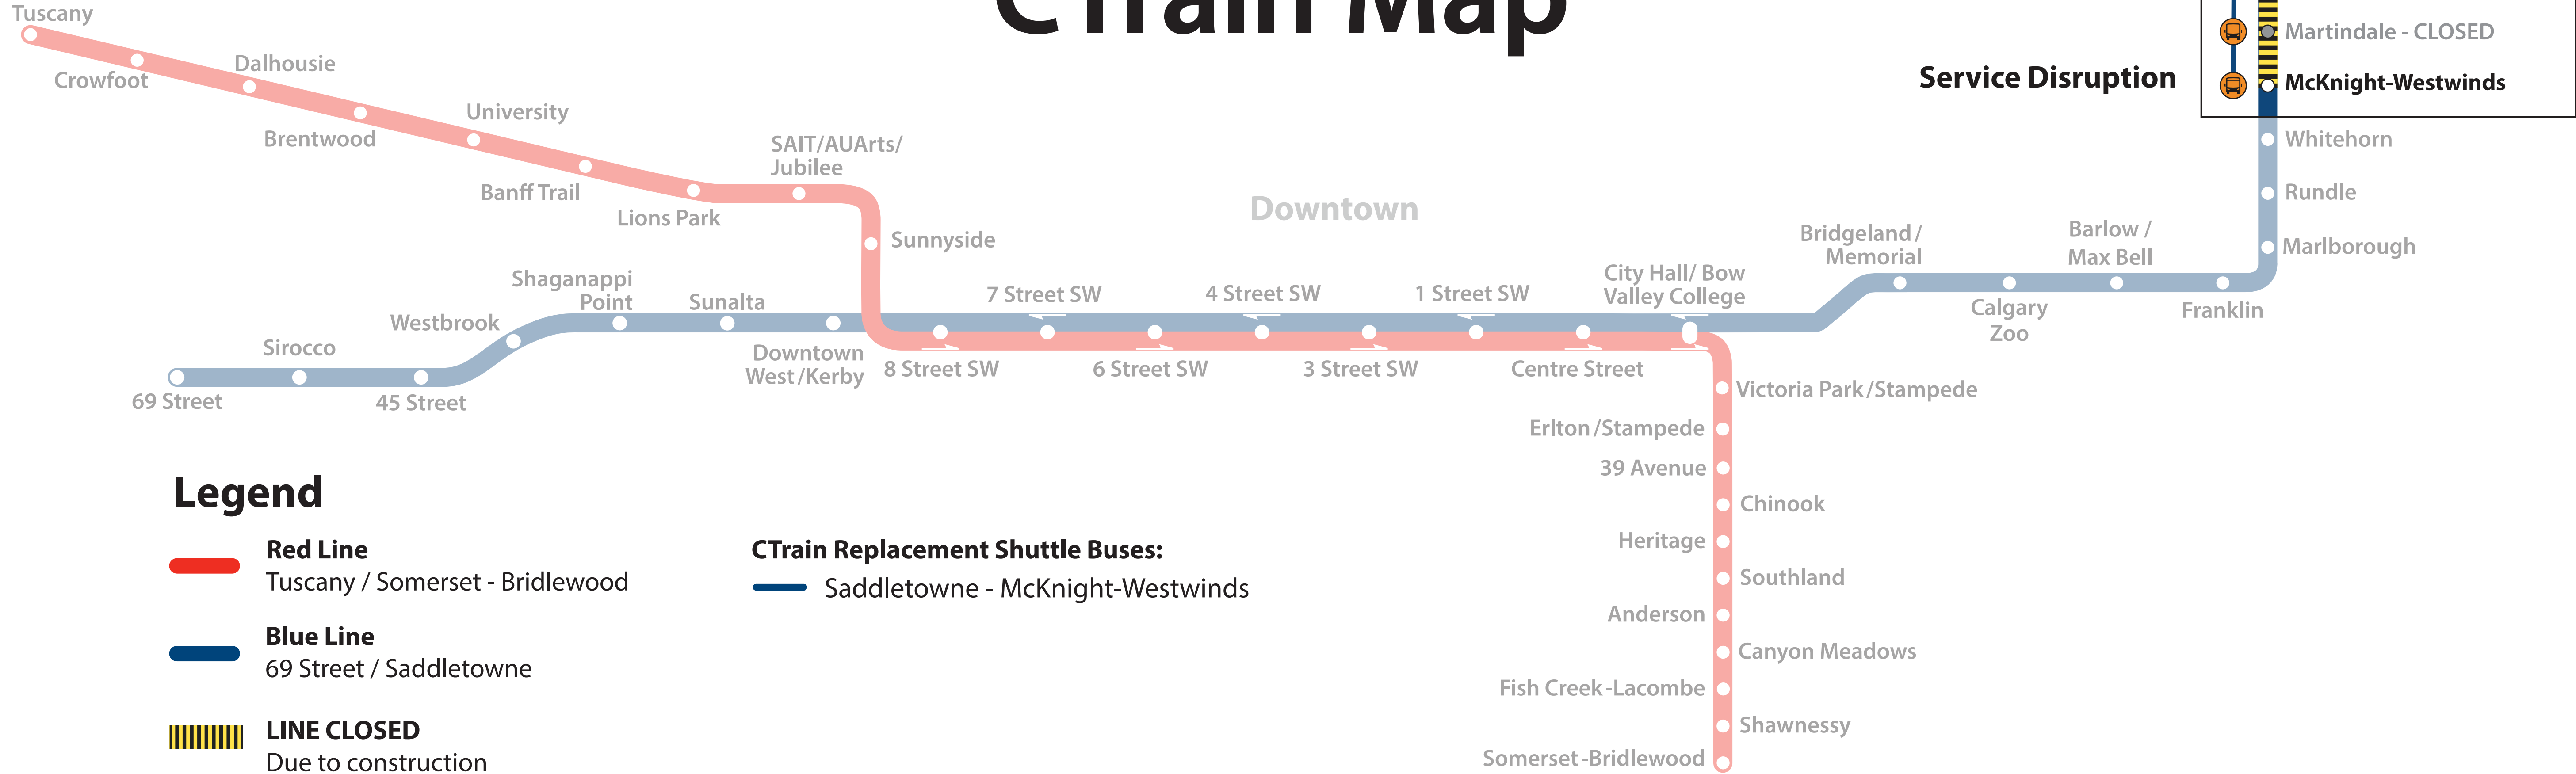 CTrain Map
Tuscany
Crowfoot
Dalhousie
Brentwood
University
Banff Trail
Lions Park
SAIT/AUArts/
Jubilee
Sunnyside
Downtown
Service Disruption
Martindale - CLOSED
McKnight-Westwinds
Whitehorn
Rundle
Marlborough
Franklin
Barlow /
Max Bell
Calgary
Zoo
Bridgeland /
Memorial
City Hall/ Bow
Valley College
1 Street SW
4 Street SW
7 Street SW
8 Street SW
6 Street SW
3 Street SW
Centre Street
Downtown
West /Kerby
Sunalta
Shaganappi
Point
Westbrook
45 Street
Sirocco
69 Street
Victoria Park/Stampede
Erlton /Stampede
39 Avenue
Chinook
Heritage
Southland
Anderson
Canyon Meadows
Fish Creek-Lacombe
Shawnessy
Somerset-Bridlewood
Legend
Red Line
Tuscany / Somerset - Bridlewood
Blue Line
69 Street / Saddletowne
LINE CLOSED
Due to construction
CTrain Replacement Shuttle Buses:
Saddletowne - McKnight-Westwinds